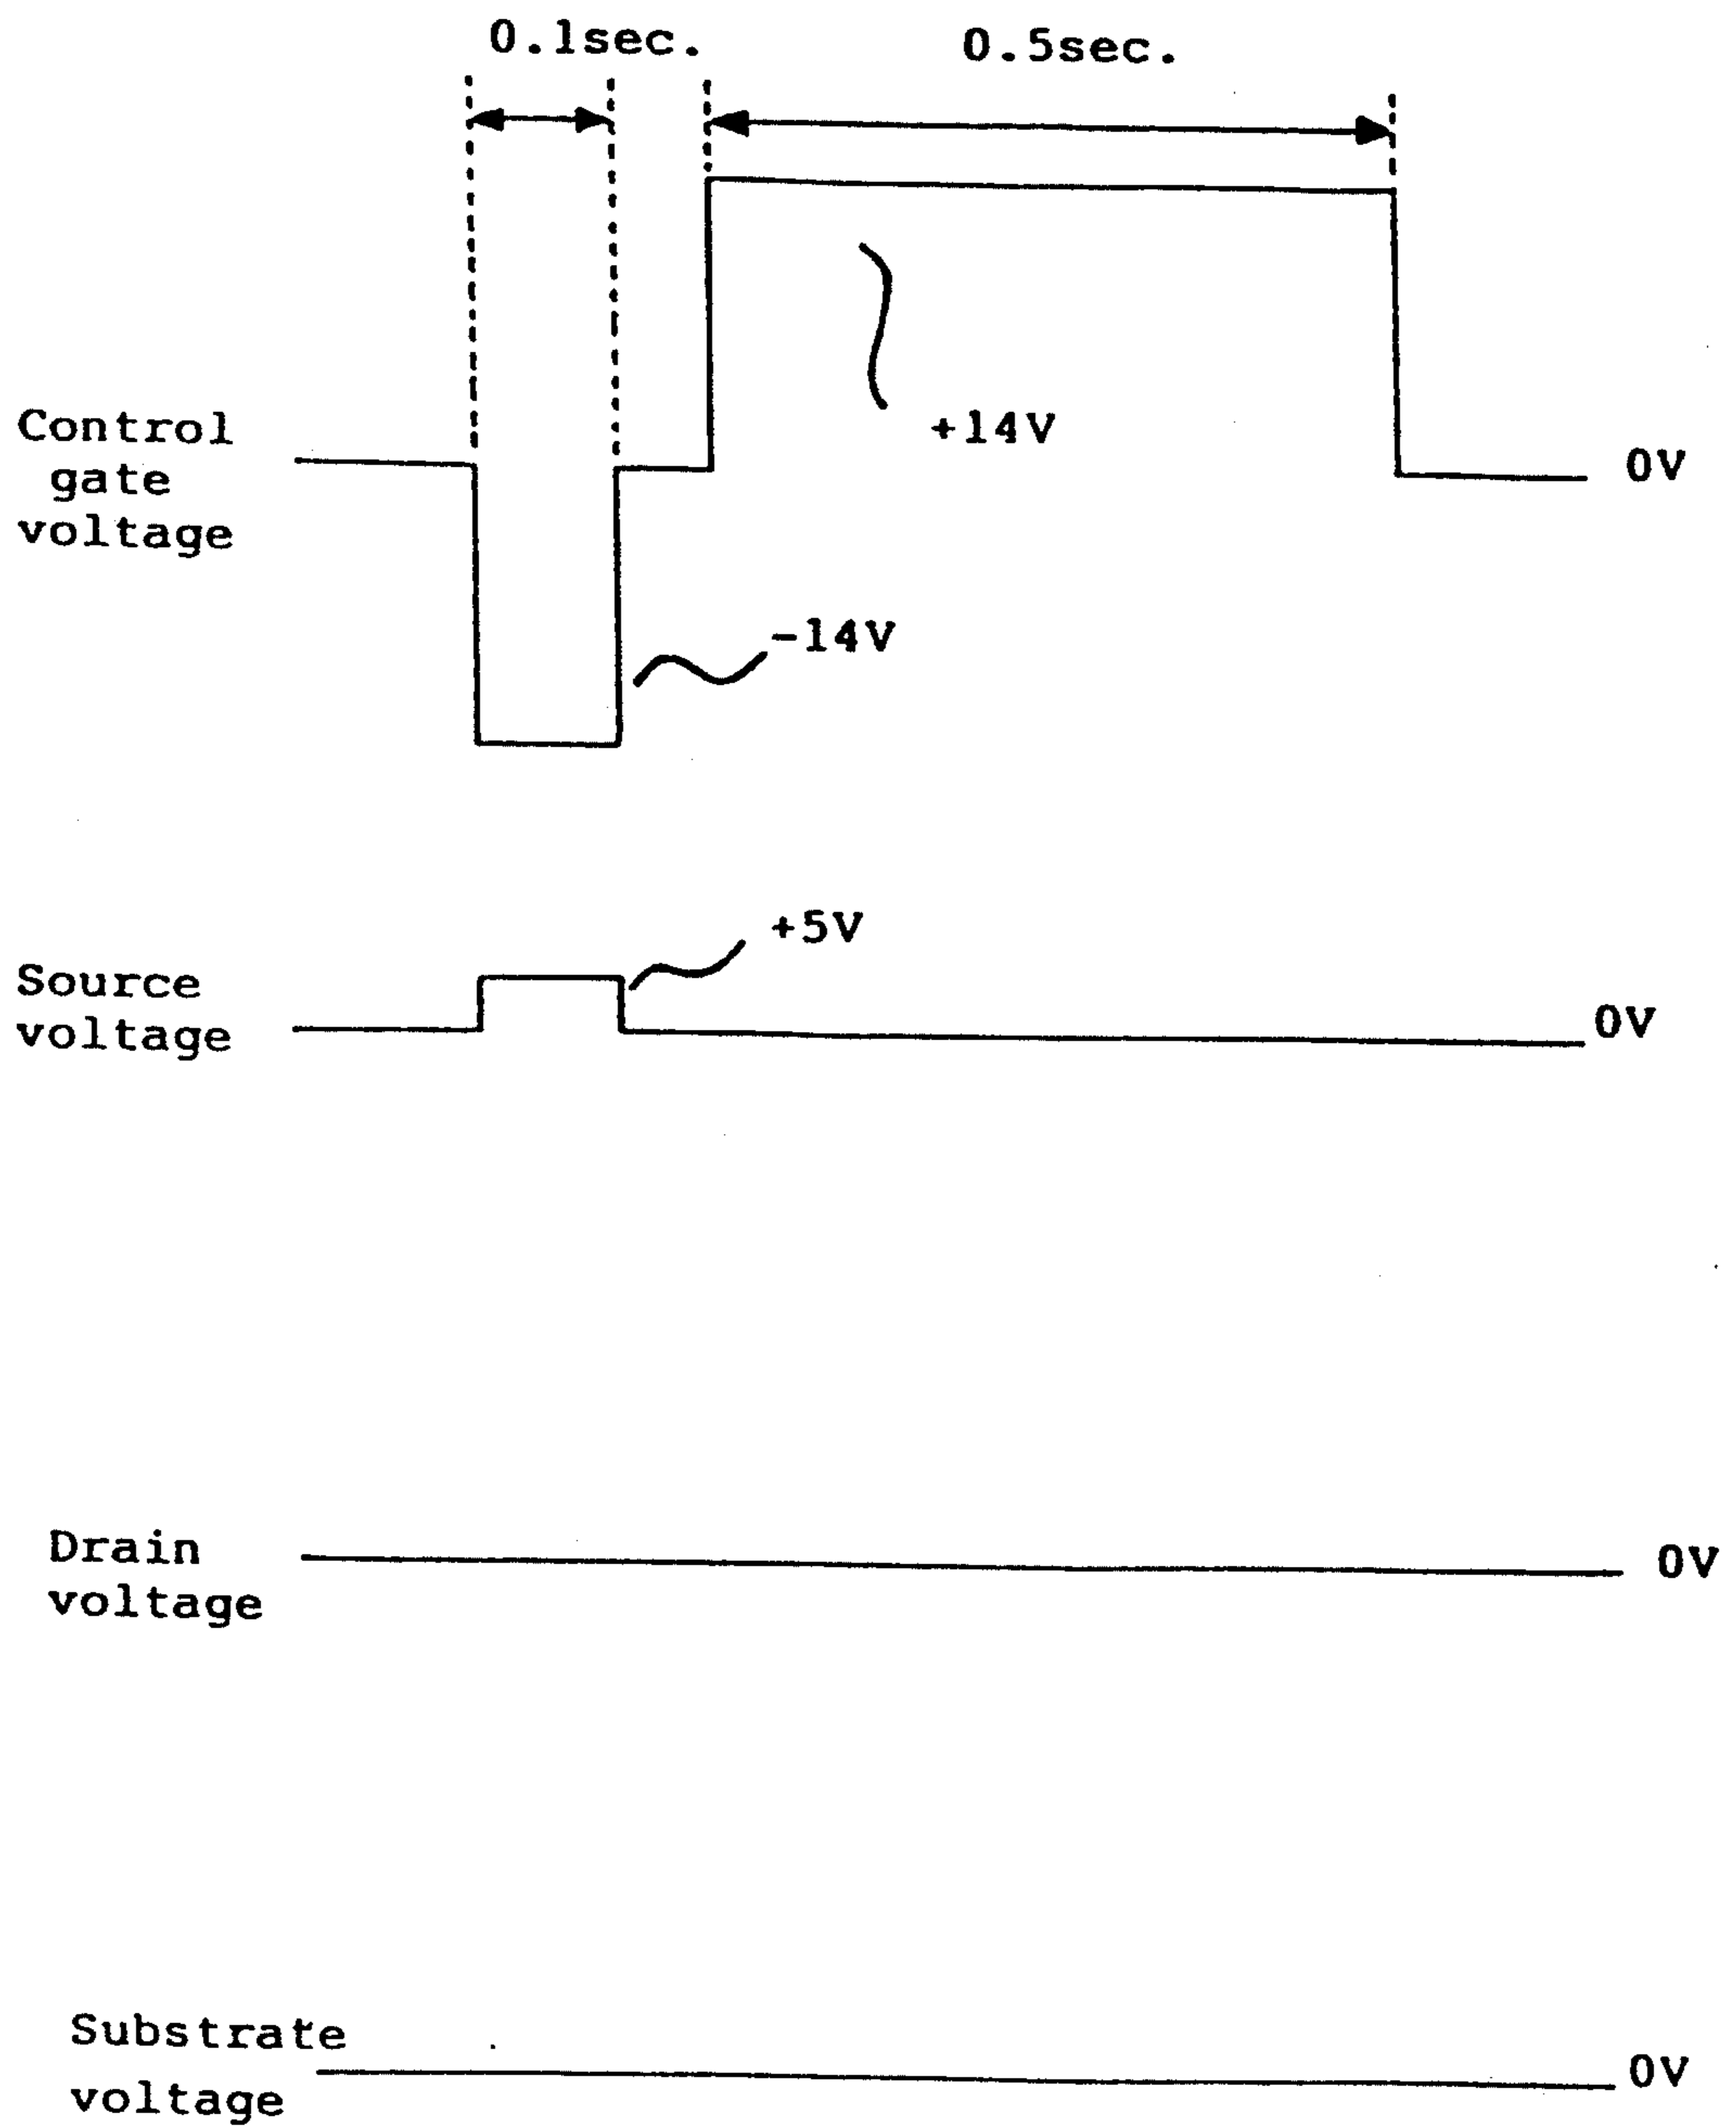 0.1sec.
0.5sec.
+14V
Control
gate
voltage
0V
-14V
+5V
Source
voltage
0V
Drain
voltage
0V
Substrate
voltage
0V